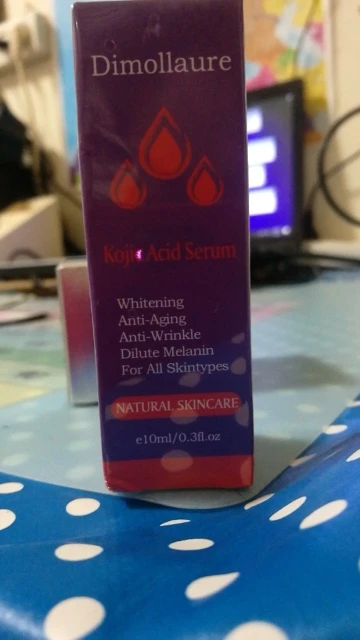 Dimollaure
Kojic Acid Serum
Whitening
Anti-Aging
Anti-Wrinkle
Dilute Melanin
For All Skintypes
NATURAL SKINCARE
e10ml/0.3fl.oz